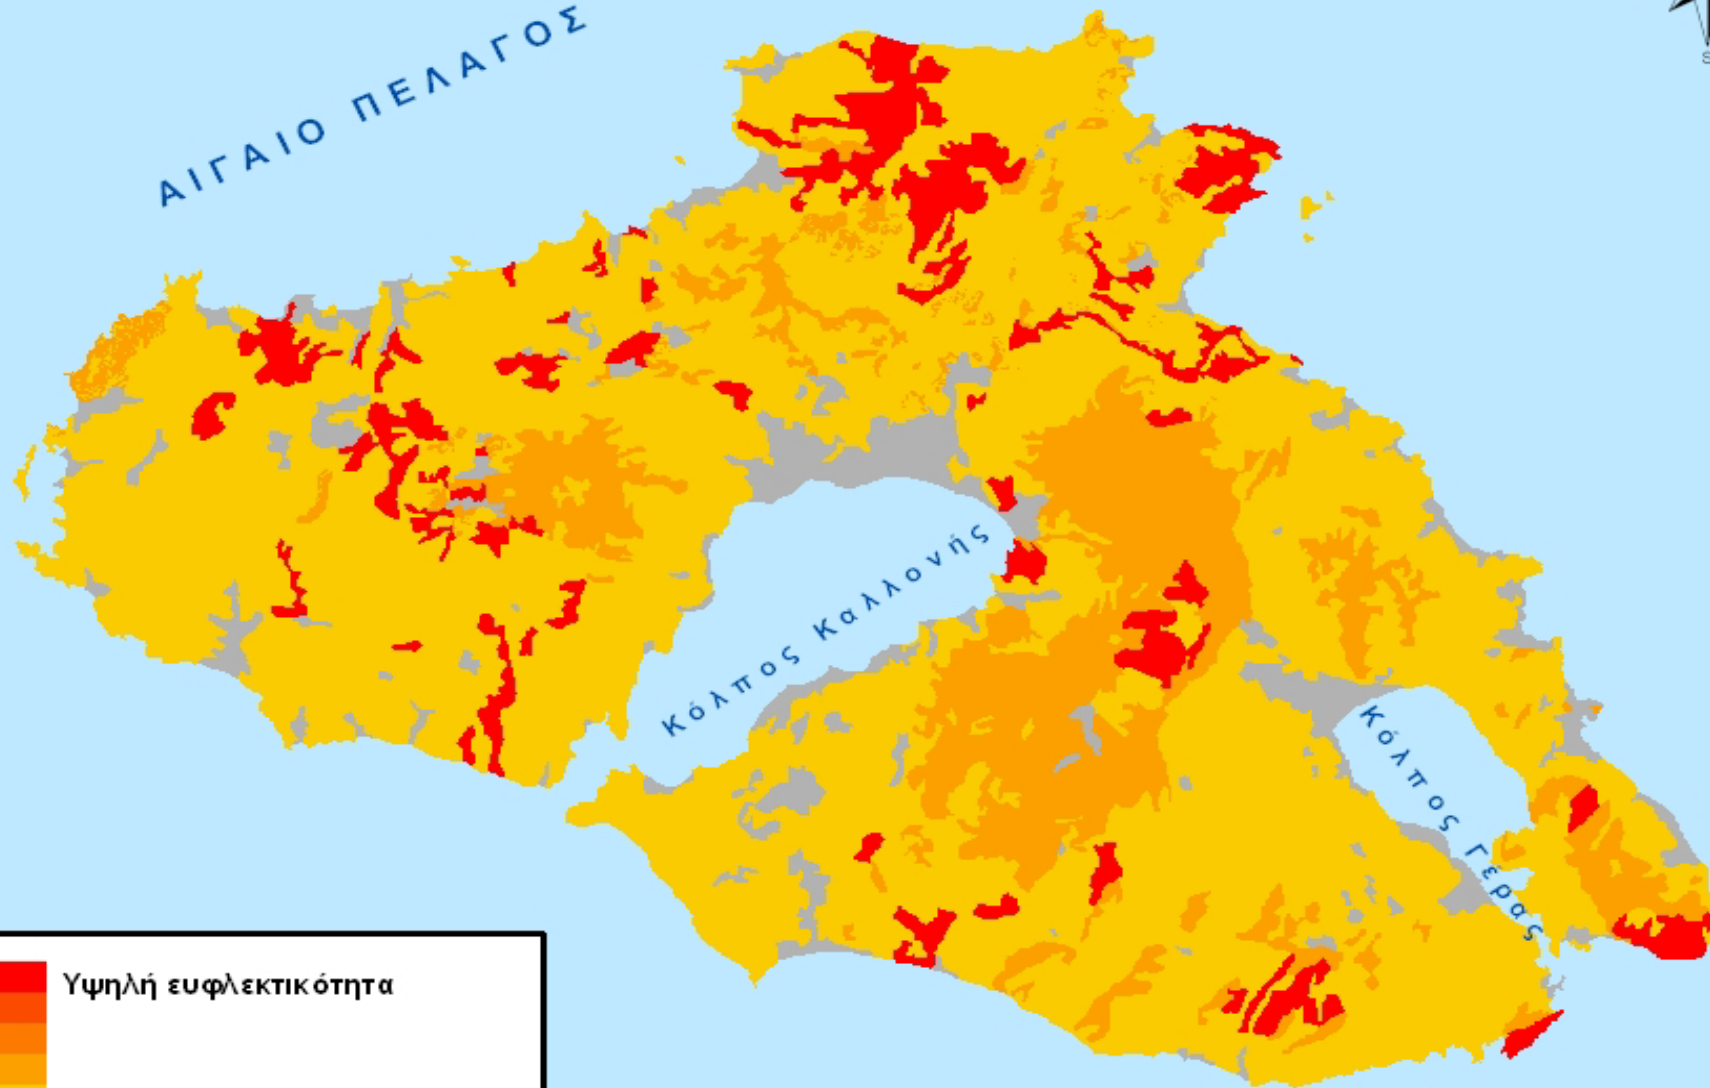 ΑΙΓΑΙΟ ΠΕΛΑΓΟΣ
S
Κόλπος Καλλονής
Κόλπος Γέρας
Υψηλή ευφλεκτικότητα